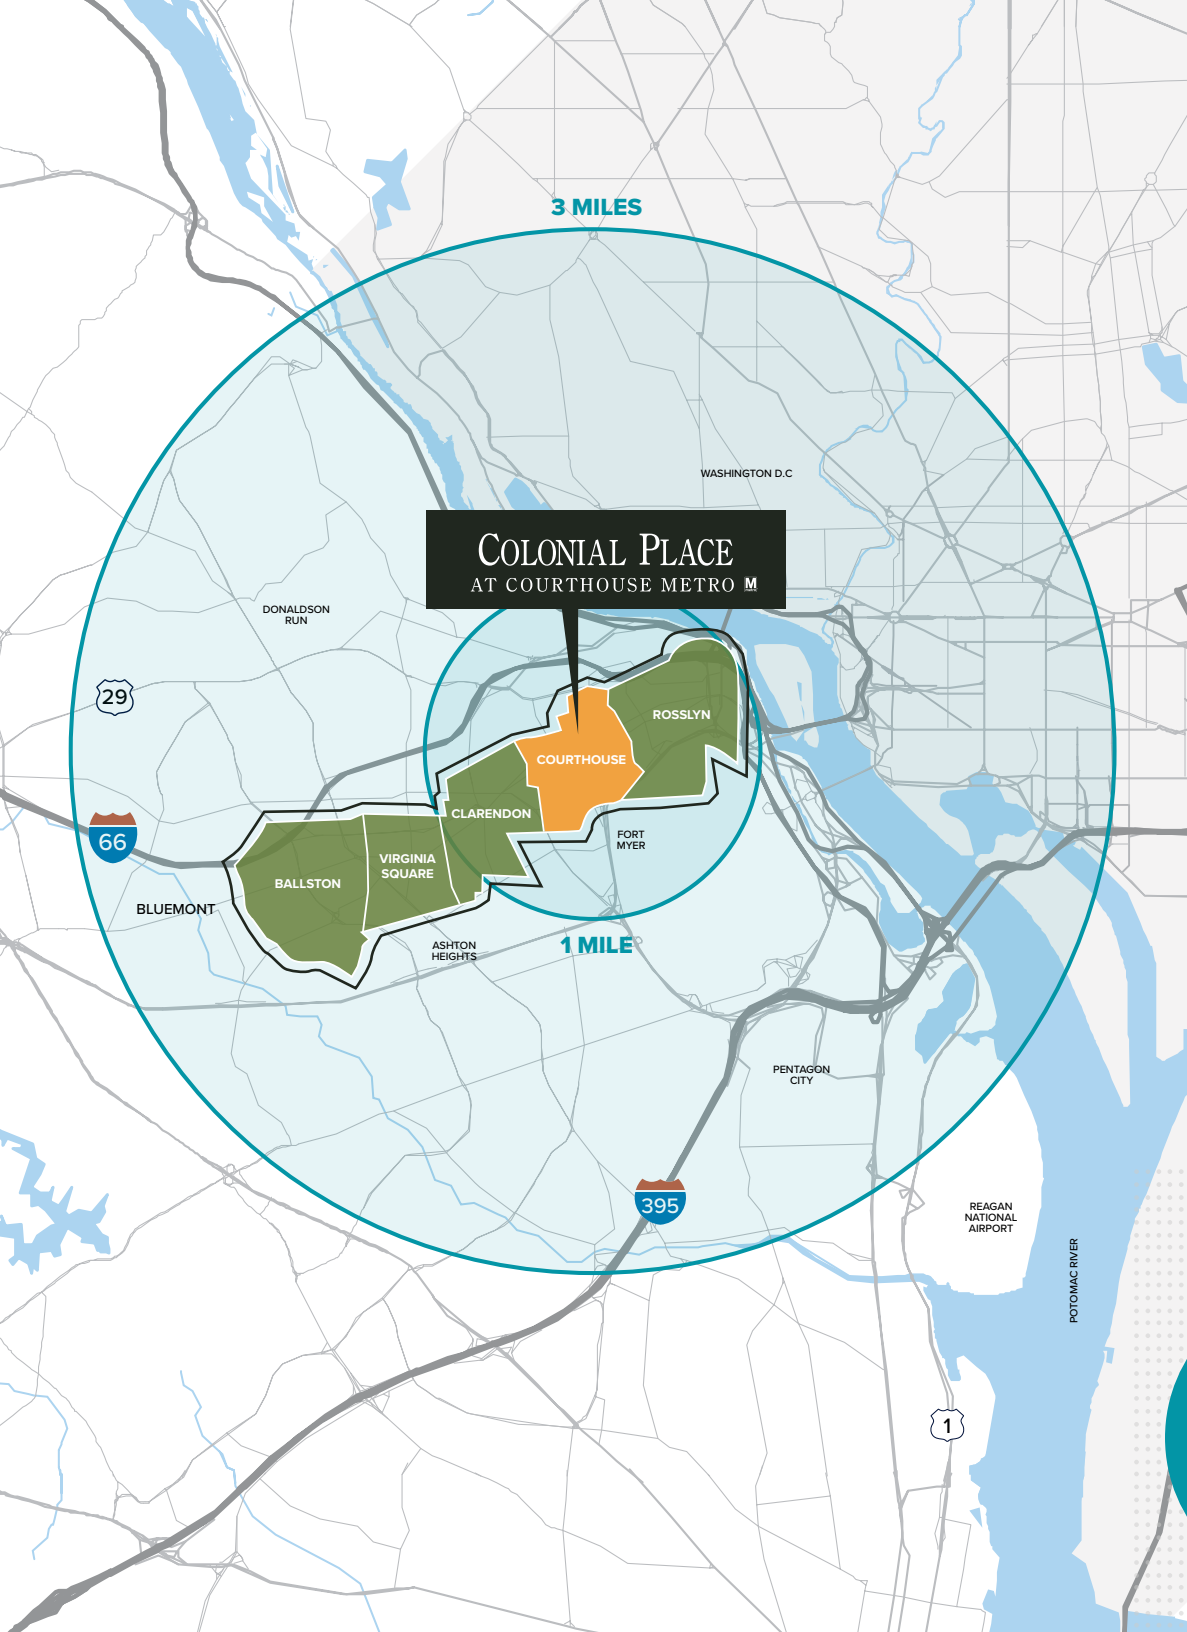 3 MILES
WASHINGTON D.C
COLONIAL PLACE
AT COURTHOUSE METRO M
DONALDSON
RUN
29
ROSSLYN
COURTHOUSE
CLARENDON
66
FORT
MYER
VIRGINIA
SQUARE
BALLSTON
BLUEMONT
ASHTON
HEIGHTS
1 MILE
PENTAGON
CITY
395
REAGAN
NATIONAL
AIRPORT
POTOMAC RIVER
1